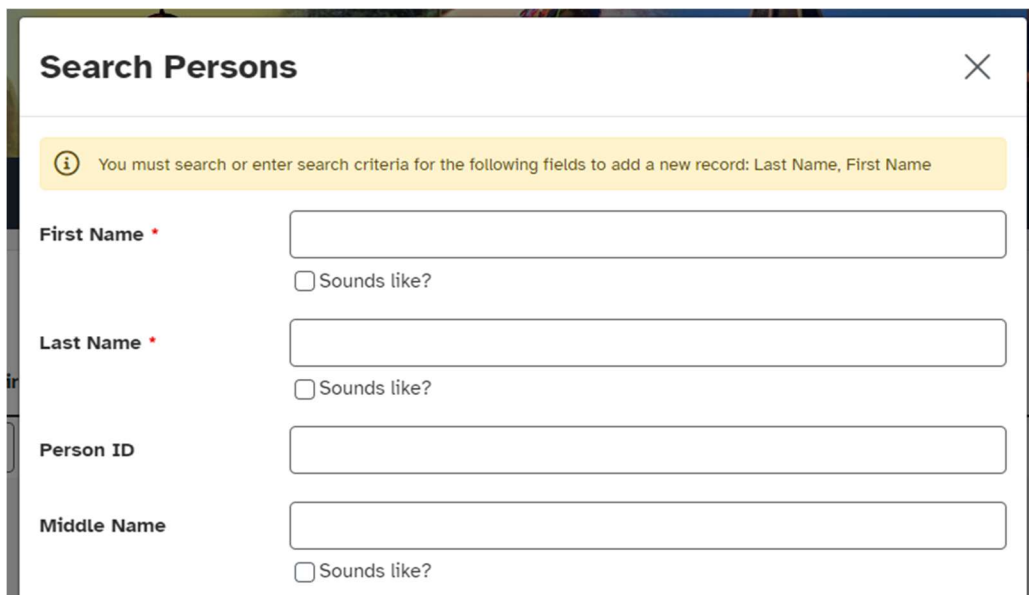 Search Persons
You must search or enter search criteria for the following fields to add a new record: Last Name, First Name
First Name *
Sounds like?
Last Name *
Sounds like?
Person ID
Middle Name
Sounds like?